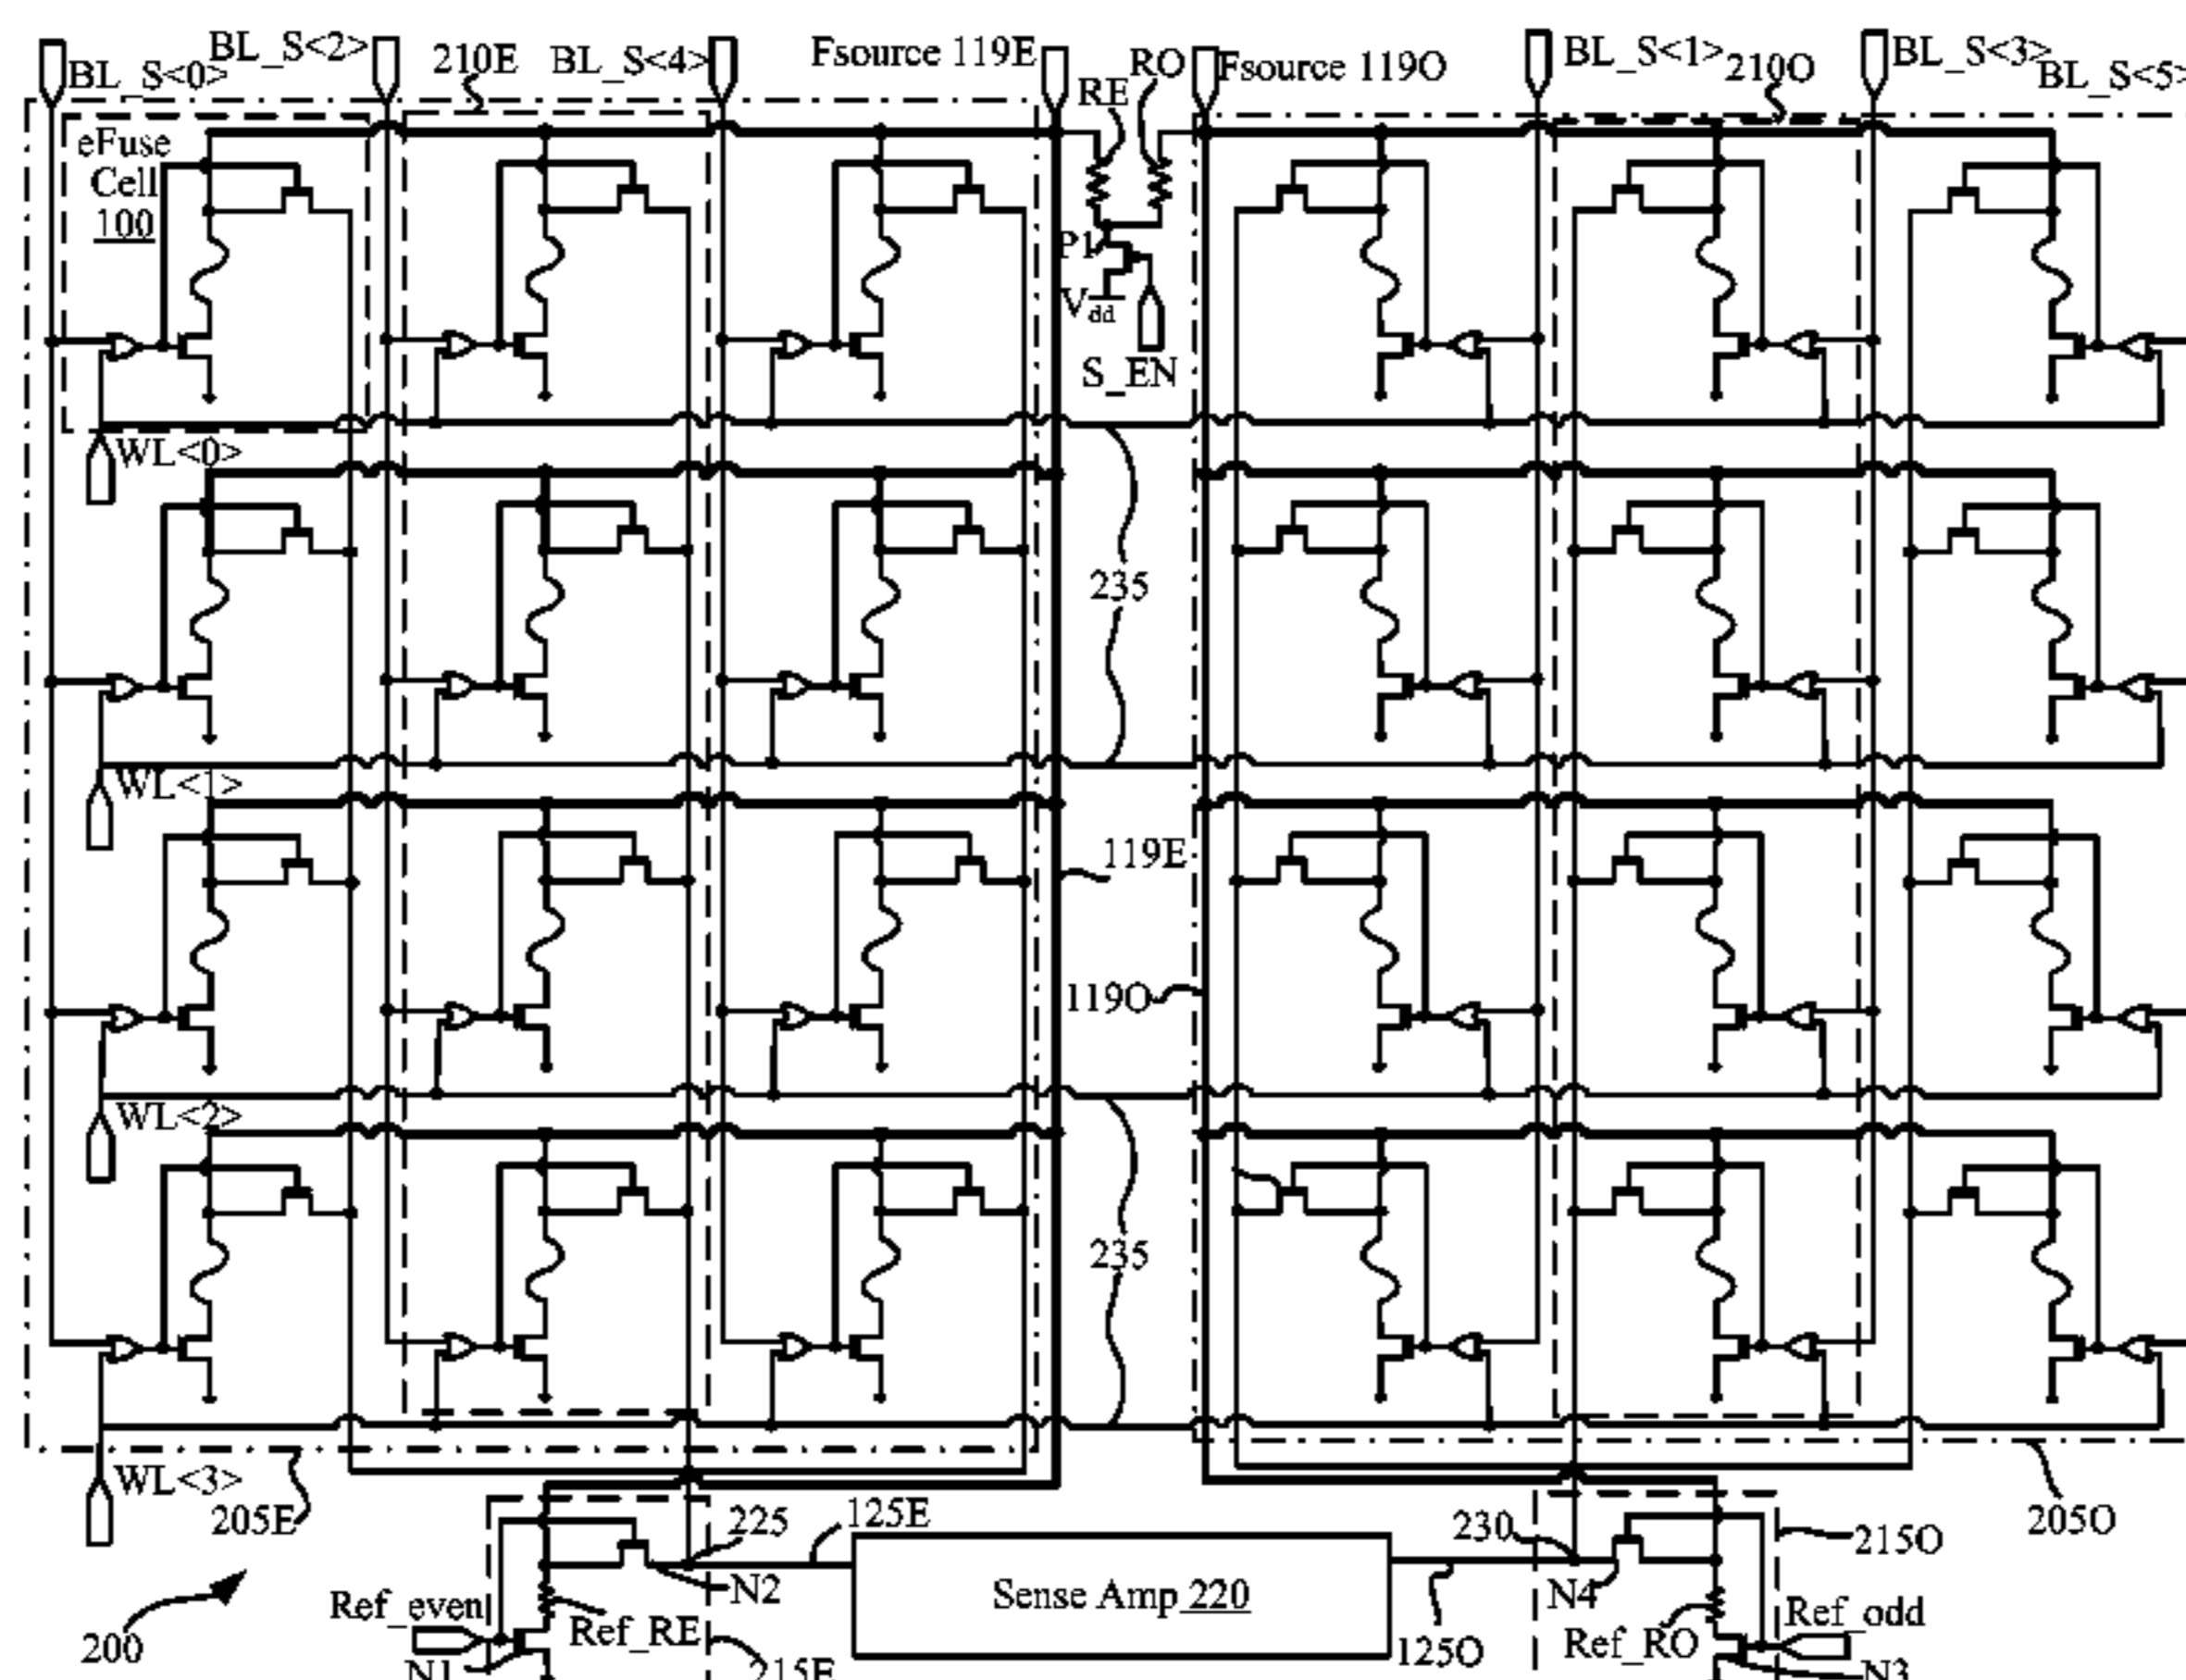 BL_S<0>
BL_S<2>
210E
BL_S<4>
Fsource 119E
RE
RO
Fsource 119O
BL_S<1>
210O
BL_S<3>
BL_S<5>
eFuse
Cell
100
P1
Vdd
S_EN
WL<0>
235
WL<1>
119E
119O
WL<2>
235
WL<3>
205E
225
125E
230
215O
205O
N2
Sense Amp 220
N4
200
Ref_even
Ref_RE
125O
Ref_RO
Ref_odd
N1
215E
N3